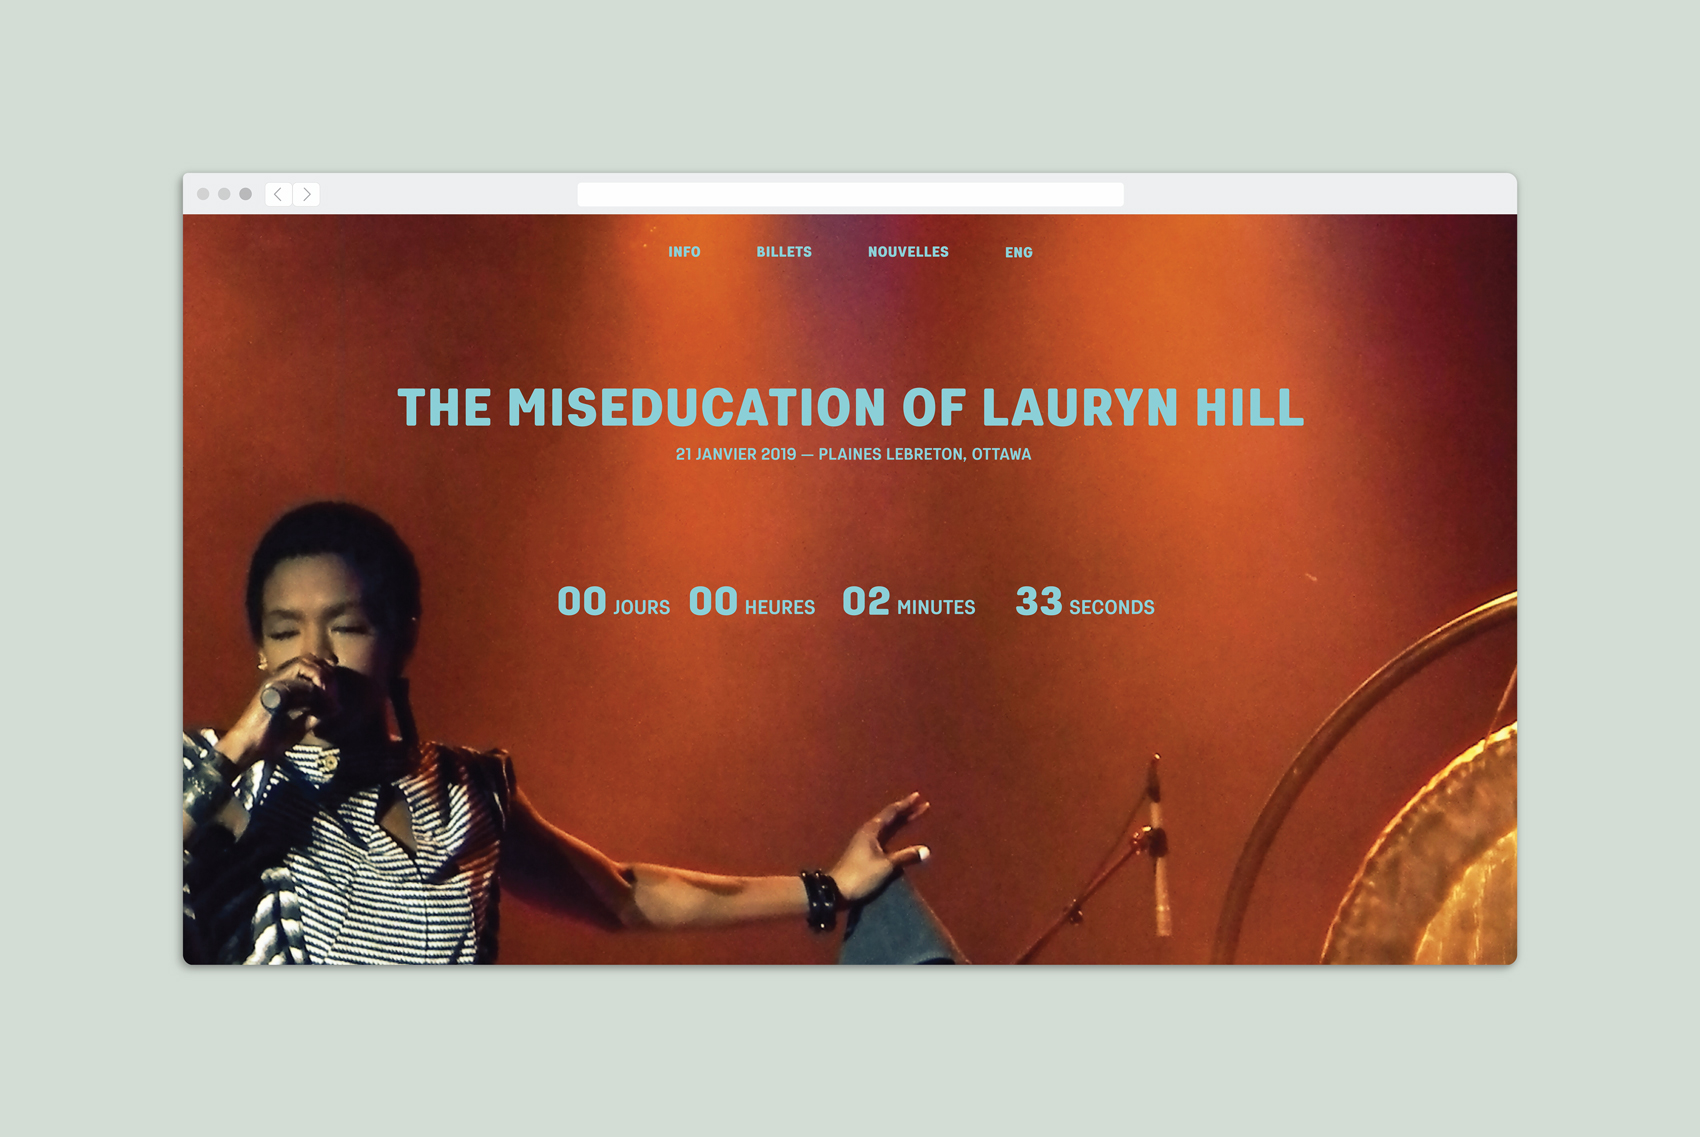 INFO BILLETS NOUVELLES ENG
THE MISEDUCATION OF LAURYN HILL
21 JANVIER 2019 — PLAINES LEBRETON, OTTAWA
00 JOURS 00 HEURES 02 MINUTES 33 SECONDS